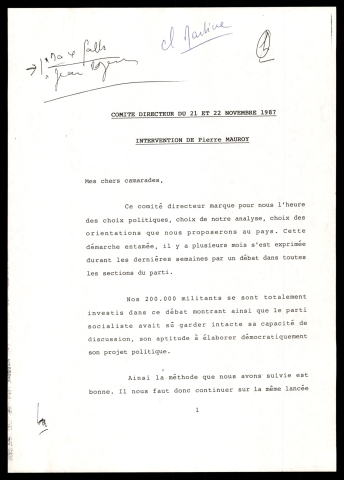 cl Martine
1
COMITE DIRECTEUR DU 21 ET 22 NOVEMBRE 1987
INTERVENTION DE Pierre MAUROY
Mes chers camarades,
Ce comité directeur marque pour nous l'heure
des choix politiques, choix de notre analyse, choix des
orientations que nous proposerons au pays. Cette
démarche entamée, il y a plusieurs mois s'est exprimée
durant les dernières semaines par un débat dans toutes
les sections du parti.
Nos 200.000 militants se sont totalement
investis dans ce débat montrant ainsi que le parti
socialiste avait sû garder intacte sa capacité de
discussion, son aptitude à élaborer démocratiquement
son projet politique.
Ainsi la méthode que nous avons suivie est
bonne. Il nous faut donc continuer sur la même lancée
1